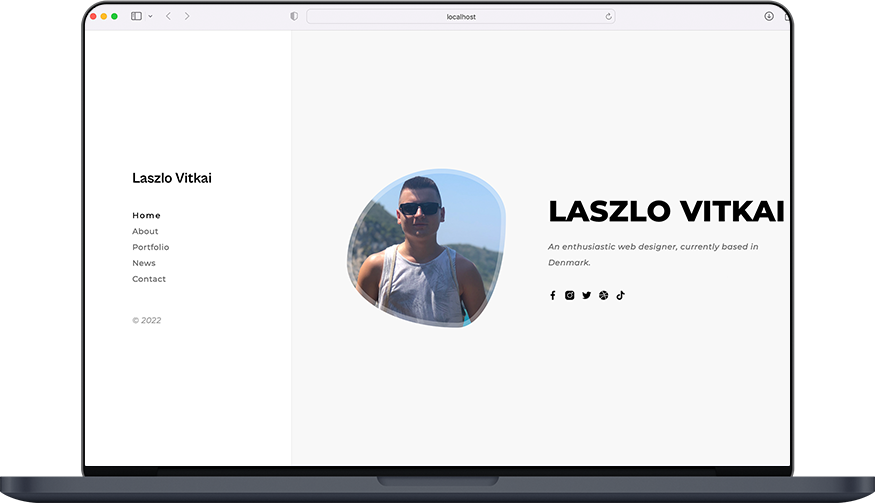 localhost
Laszlo Vitkai
Home
About
Portfolio
News
Contact
© 2022
LASZLO VITKAI
An enthusiastic web designer, currently based in
Denmark.